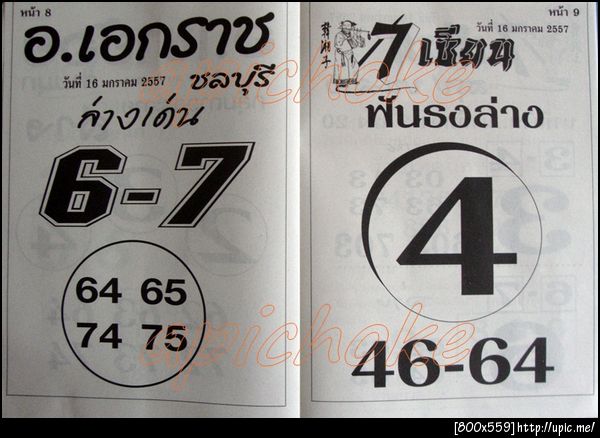 หน้า 8
อ.เอกราช
วันที่ 16 มกราคม 2557 ชลบุรี
ล่างเด่น
6-7
64 65
74 75
หน้า 9
วันที่ 16 มกราคม 2557
7 เซียน
ฟันธงล่าง
4
46-64
upichoke
upichoke
[800x559]http://upic.me/